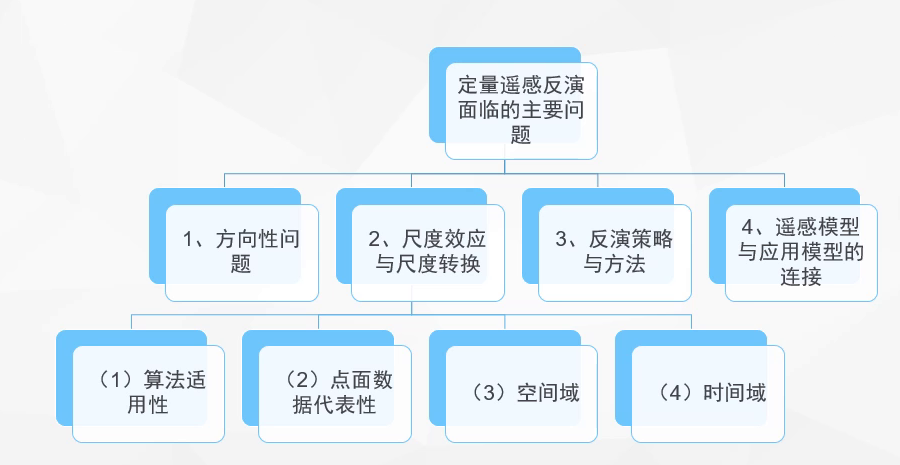 定量遥感反演
面临的主要问
题
1、方向性问
题
2、尺度效应
与尺度转换
3、反演策略
与方法
4、遥感模型
与应用模型的
连接
（1）算法适
用性
（2）点面数
据代表性
（3）空间域
（4）时间域